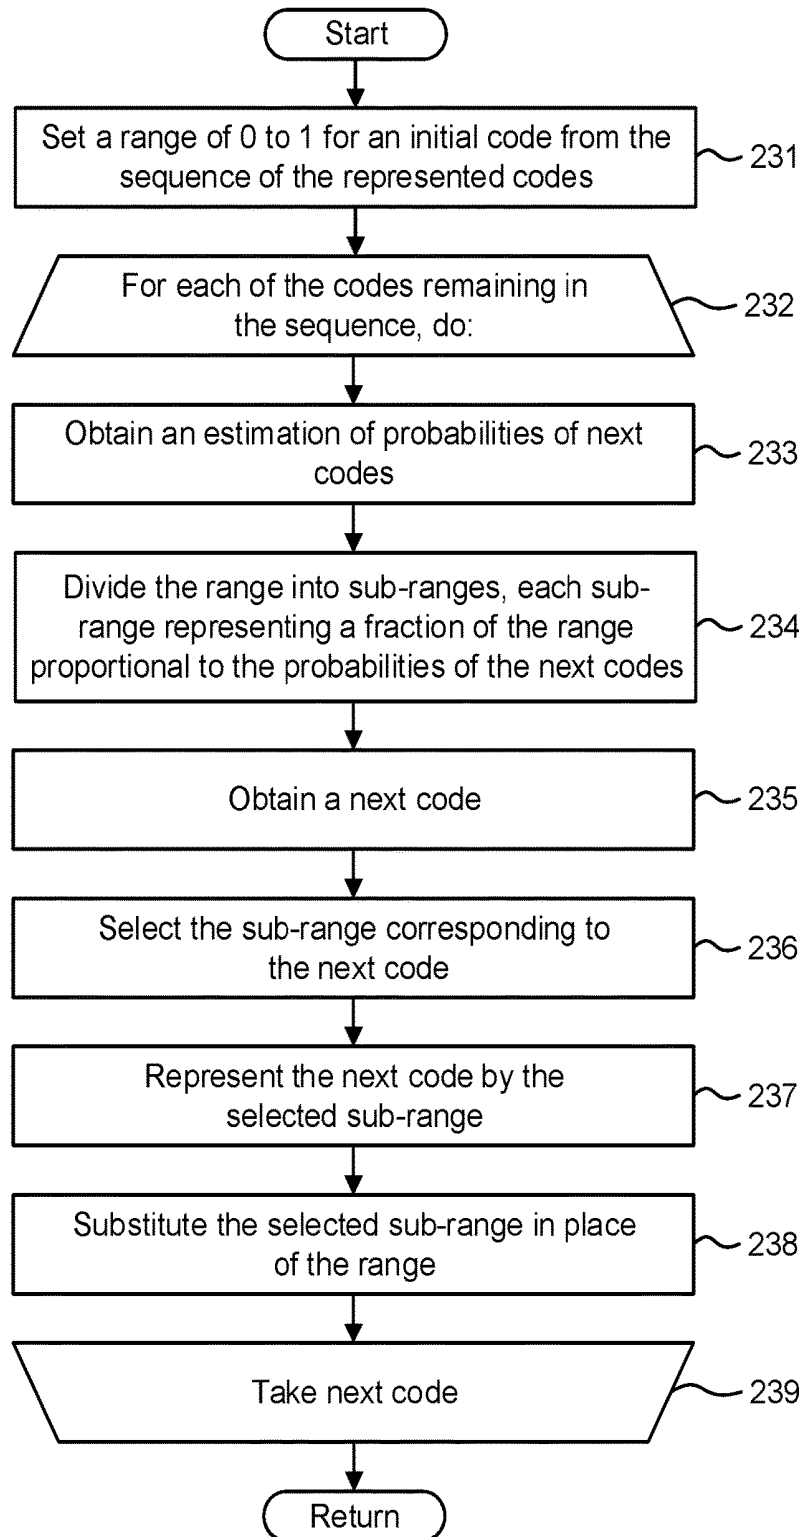 Start
Set a range of 0 to 1 for an initial code from the
sequence of the represented codes
231
For each of the codes remaining in
the sequence, do:
232
Obtain an estimation of probabilities of next
codes
233
Divide the range into sub-ranges, each sub-
range representing a fraction of the range
proportional to the probabilities of the next codes
234
Obtain a next code
235
Select the sub-range corresponding to
the next code
236
Represent the next code by the
selected sub-range
237
Substitute the selected sub-range in place
of the range
238
Take next code
239
Return